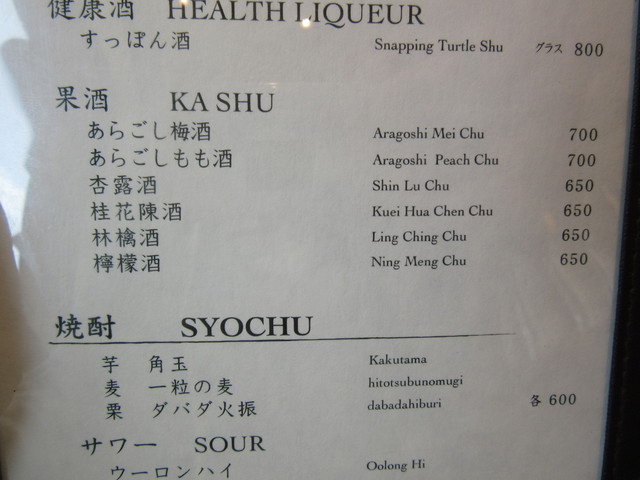 健康酒 HEALTH LIQUEUR
すっぽん酒 Snapping Turtle Shu グラス 800
果酒 KA SHU
あらごし梅酒 Aragoshi Mei Chu 700
あらごしもも酒 Aragoshi Peach Chu 700
杏露酒 Shin Lu Chu 650
桂花陳酒 Kuei Hua Chen Chu 650
林檎酒 Ling Ching Chu 650
檸檬酒 Ning Meng Chu 650
焼酎 SYOCHU
芋 角玉 Kakutama
麦 一粒の麦 hitotsubunomugi
栗 ダバダ火振 dabadahiburi 各 600
サワー SOUR
ウーロンハイ Oolong Hi